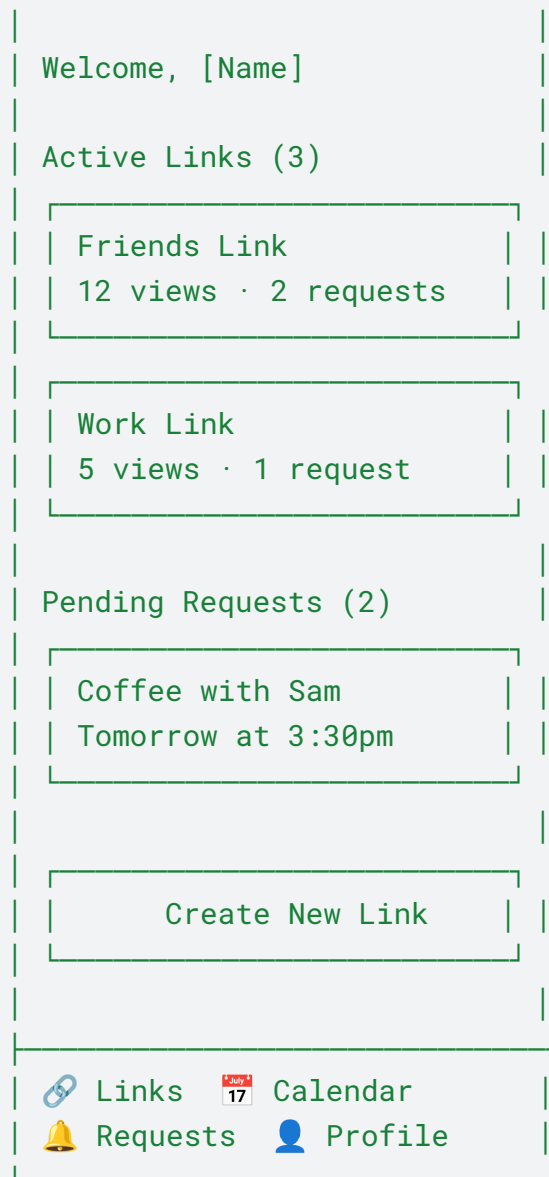 Welcome, [Name]
Active Links (3)
Friends Link
12 views · 2 requests
Work Link
5 views · 1 request
Pending Requests (2)
Coffee with Sam
Tomorrow at 3:30pm
Create New Link
🔗 Links 📅 Calendar
🔔 Requests 👤 Profile